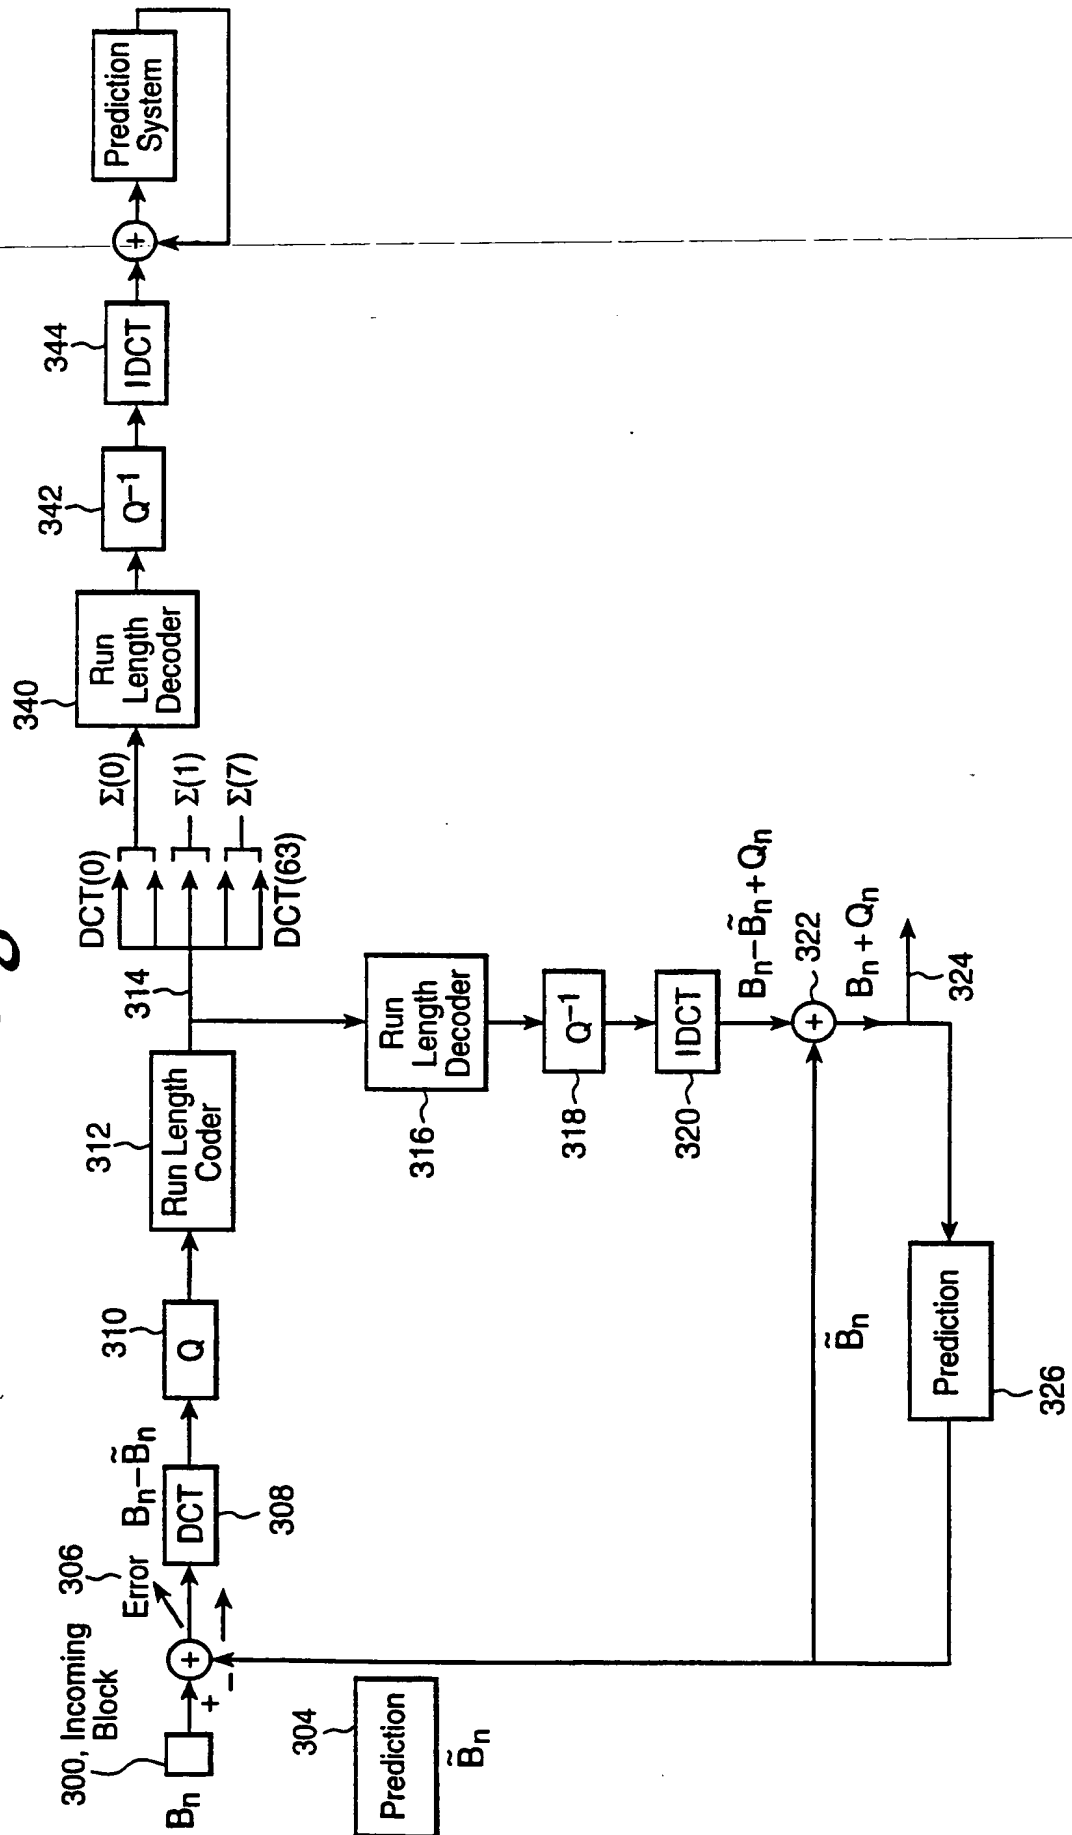 300, Incoming
Block
Bₙ
+
−
+
306
Error
Bₙ−B̃ₙ
DCT
308
310
Q
312
Run Length
Coder
314
DCT(0)
DCT(63)
Σ(0)
Σ(1)
Σ(7)
340
Run
Length
Decoder
342
Q⁻¹
344
IDCT
+
Prediction
System
304
Prediction
B̃ₙ
Run
Length
Decoder
316
Q⁻¹
318
IDCT
320
Bₙ−B̃ₙ+Qₙ
+
322
Bₙ+Qₙ
324
B̃ₙ
Prediction
326